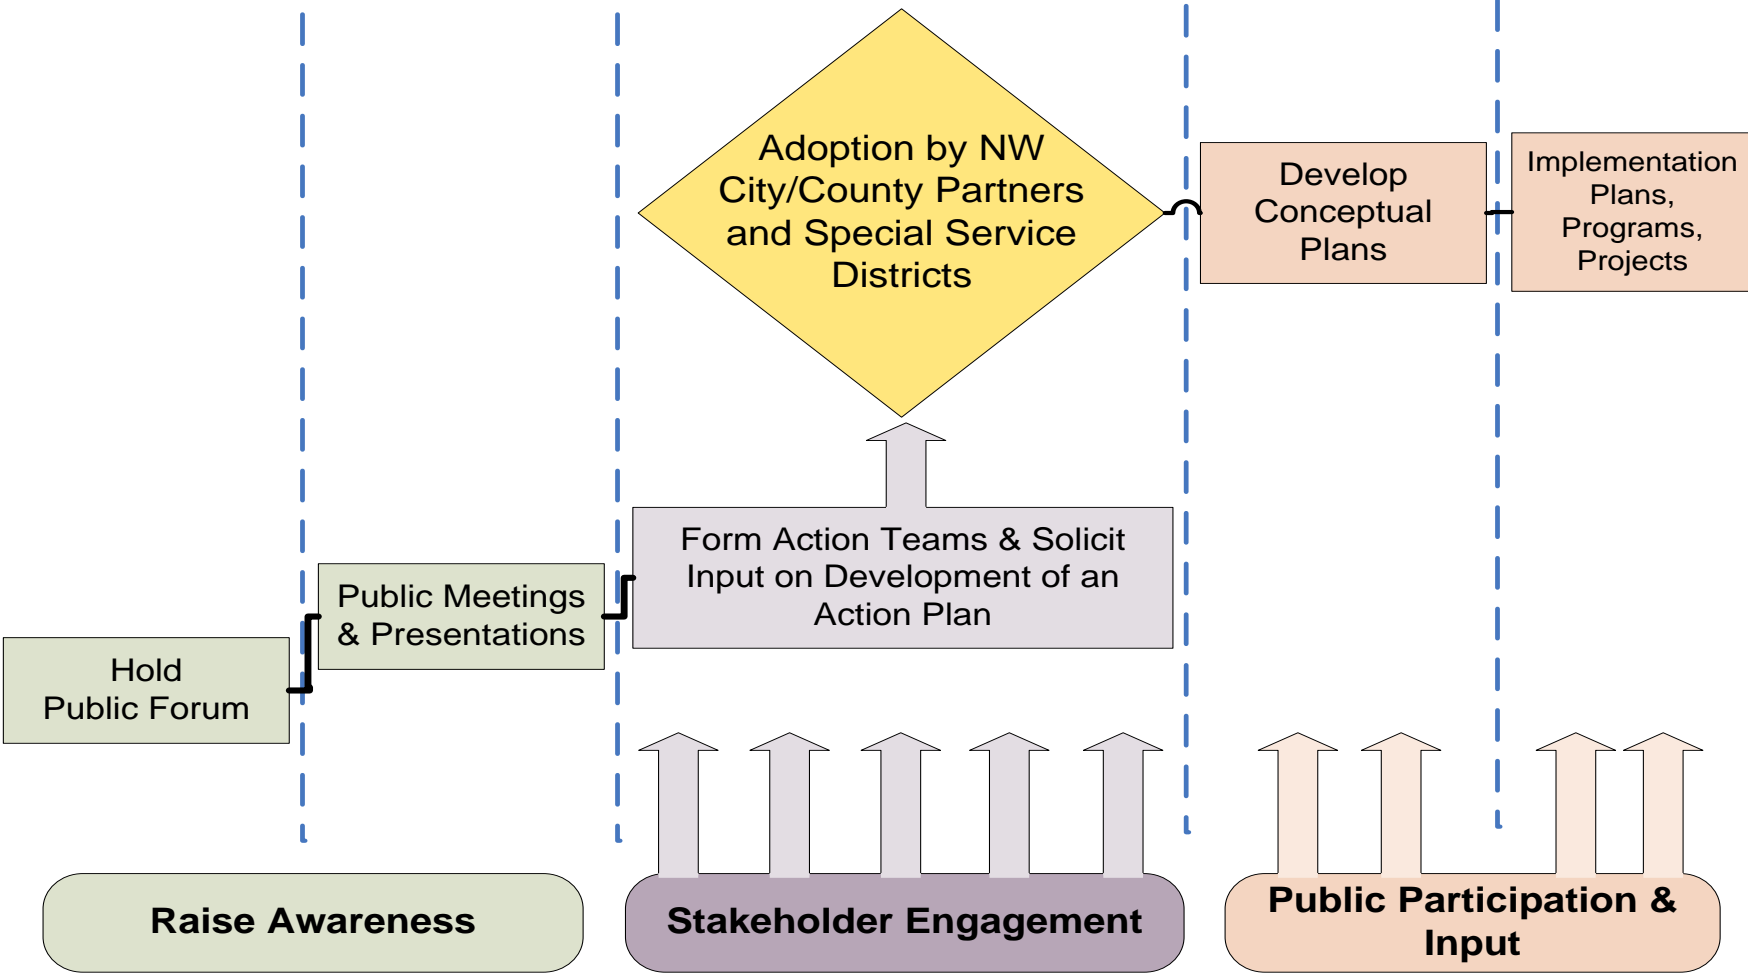 Adoption by NW
City/County Partners
and Special Service
Districts
Develop
Conceptual
Plans
Implementation
Plans,
Programs,
Projects
Form Action Teams & Solicit
Input on Development of an
Action Plan
Public Meetings
& Presentations
Hold
Public Forum
Raise Awareness
Stakeholder Engagement
Public Participation &
Input